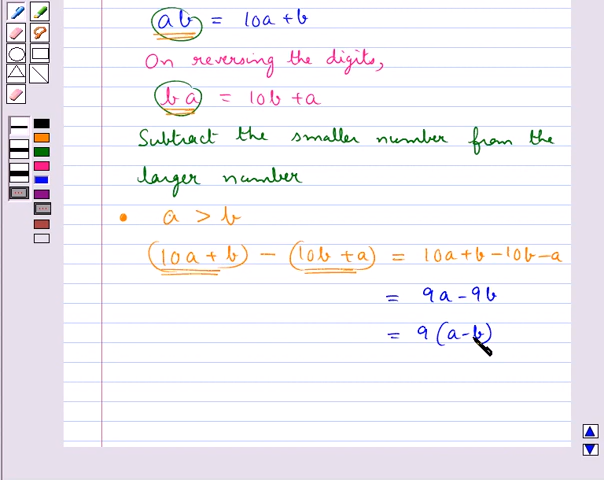 ab = 10a + b
On reversing the digits,
ba = 10b + a
Subtract the smaller number from the
larger number
• a > b
(10a + b) - (10b + a) = 10a + b - 10b - a
= 9a - 9b
= 9(a - b)